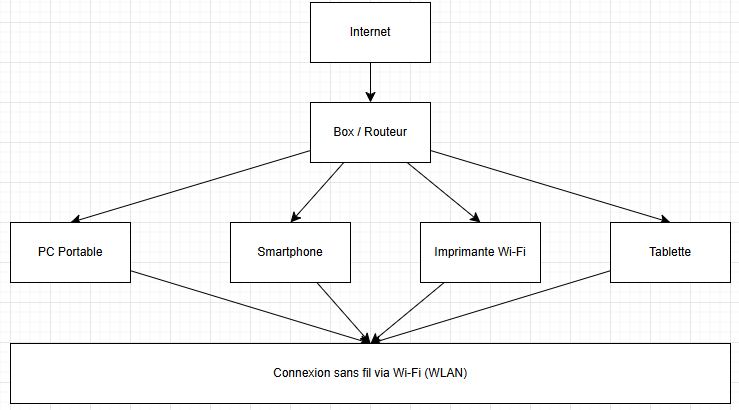 Internet
Box / Routeur
PC Portable
Smartphone
Imprimante Wi-Fi
Tablette
Connexion sans fil via Wi-Fi (WLAN)